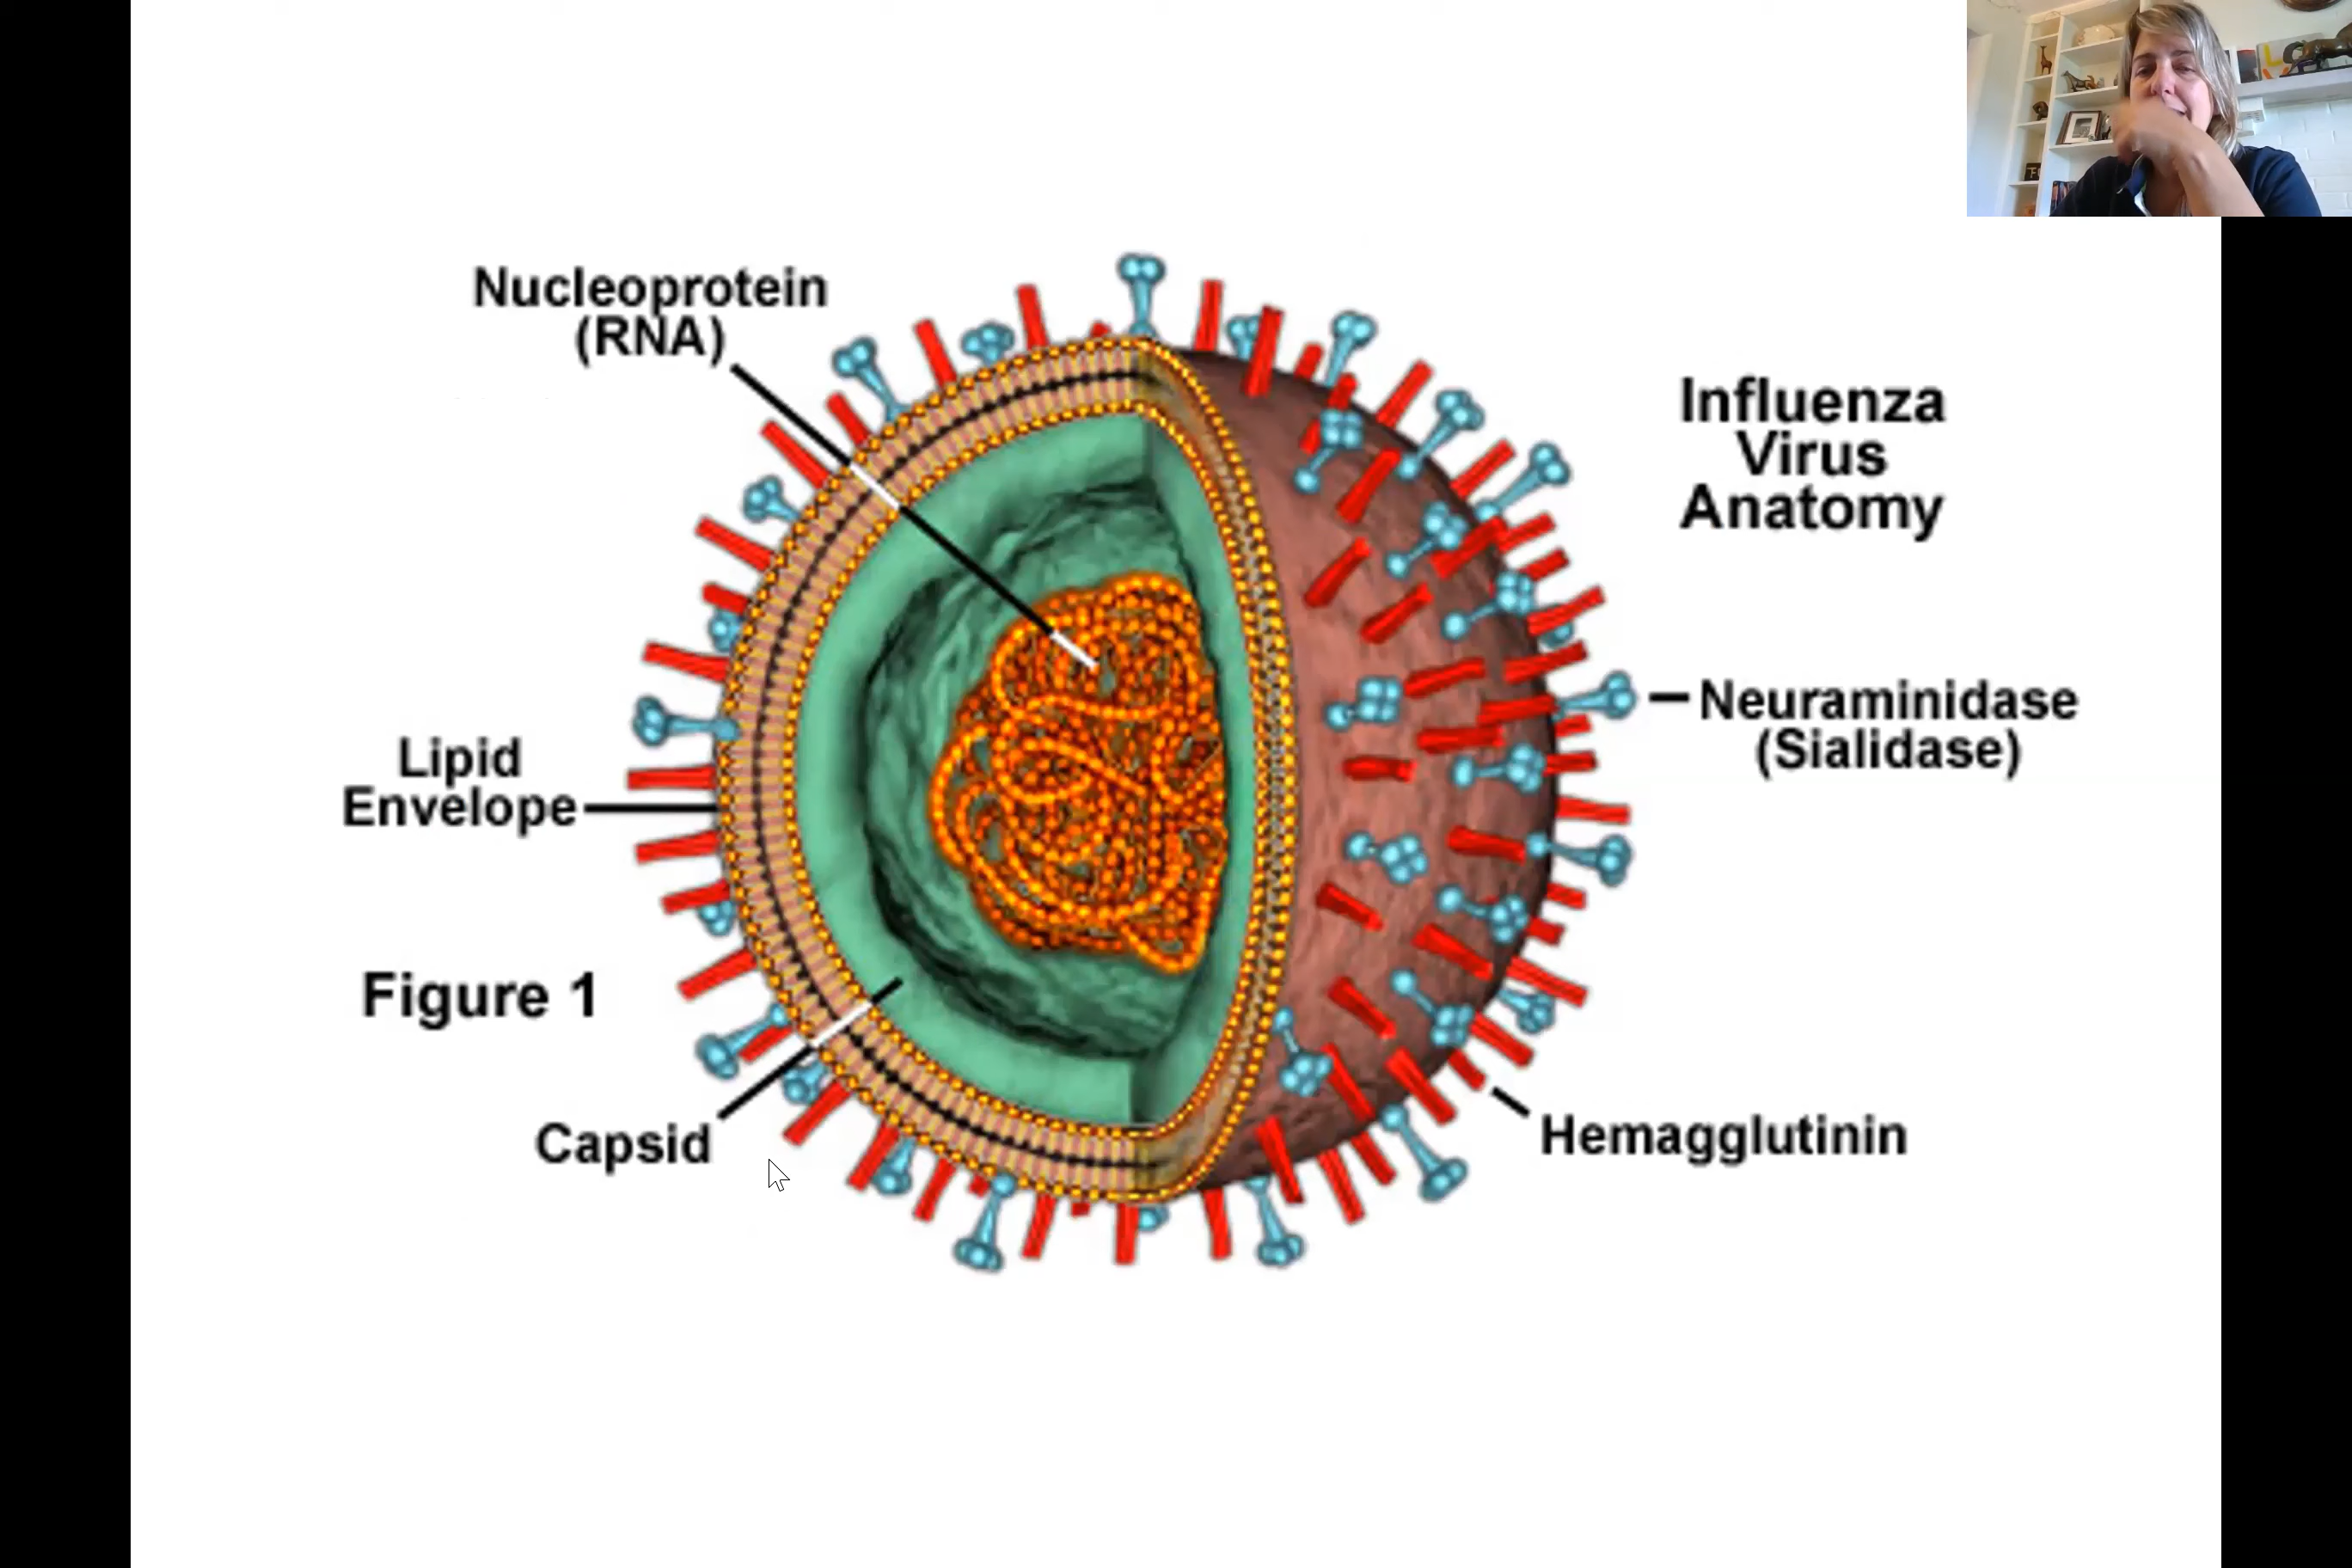 Nucleoprotein
(RNA)
Influenza
Virus
Anatomy
Neuraminidase
(Sialidase)
Lipid
Envelope
Figure 1
Capsid
Hemagglutinin